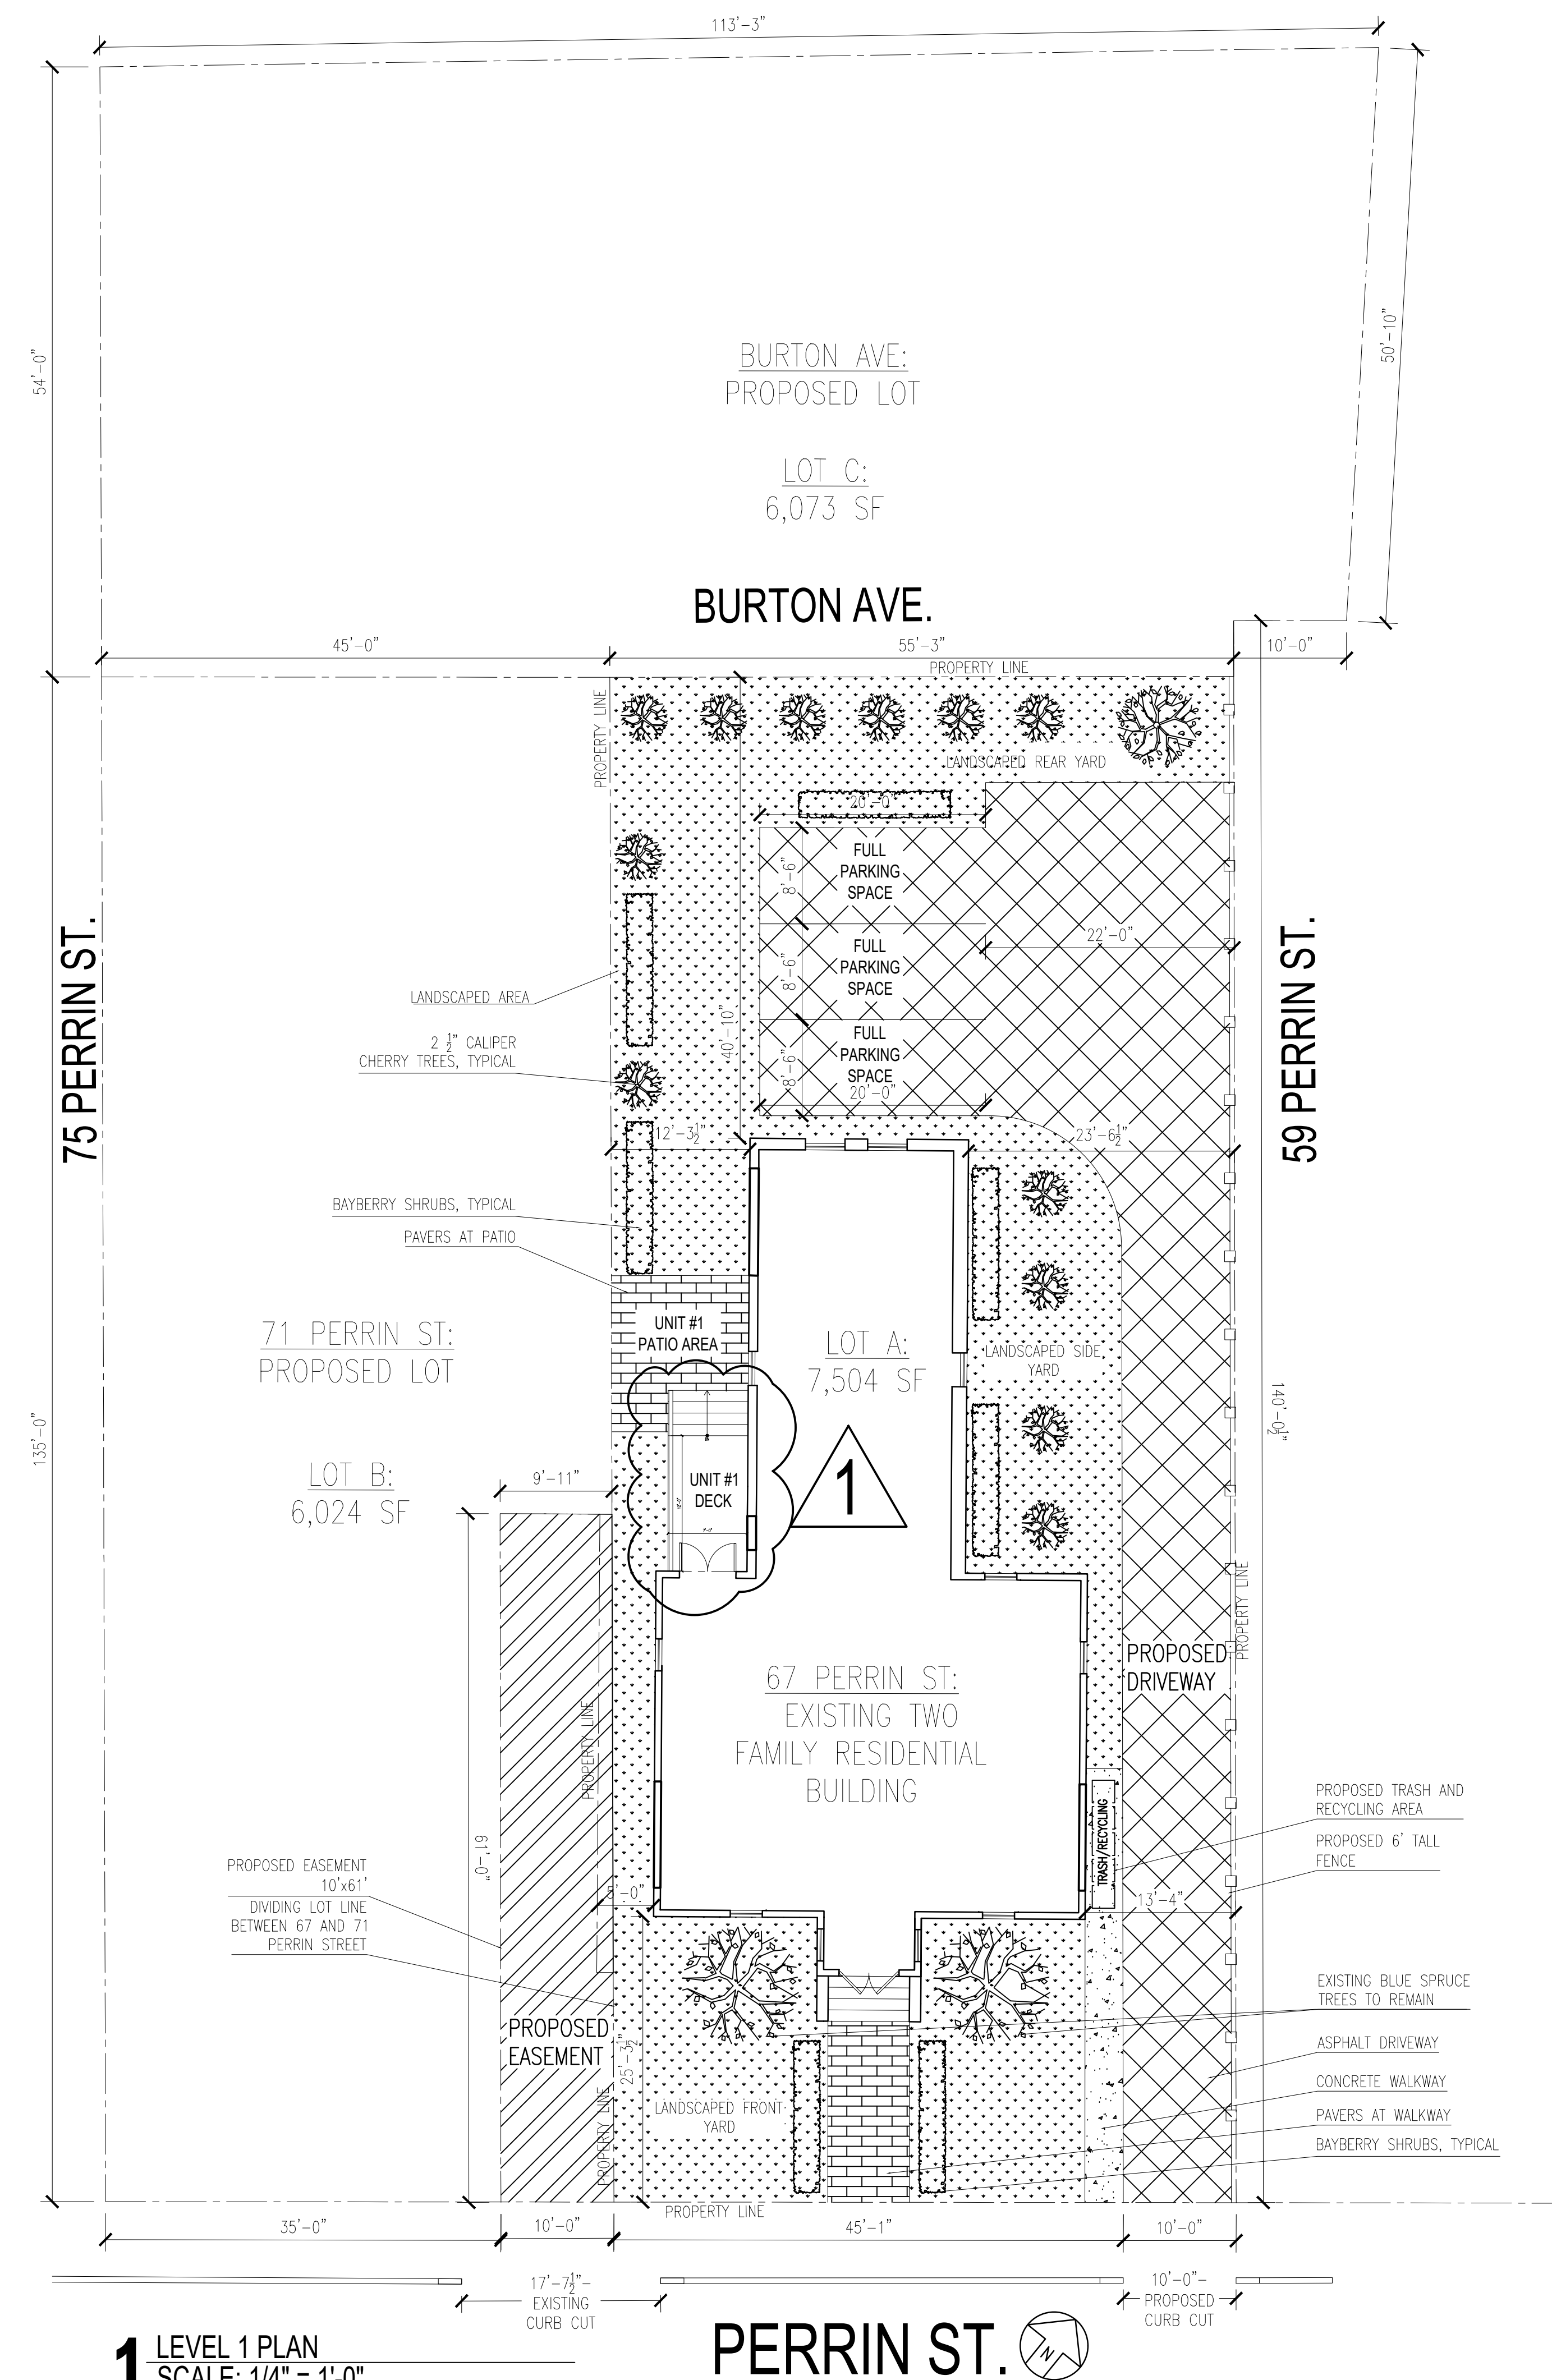 113'-3"
54'-0"
50'-10"
BURTON AVE:
PROPOSED LOT
LOT C:
6,073 SF
BURTON AVE.
45'-0"
55'-3"
10'-0"
PROPERTY LINE
PROPERTY LINE
LANDSCAPED REAR YARD
20'-0"
FULL
PARKING
SPACE
8'-6"
FULL
PARKING
SPACE
8'-6"
22'-0"
FULL
PARKING
SPACE
8'-6"
20'-0"
40'-10"
75 PERRIN ST.
59 PERRIN ST.
LANDSCAPED AREA
2 ½" CALIPER
CHERRY TREES, TYPICAL
12'-3½"
23'-6½"
BAYBERRY SHRUBS, TYPICAL
PAVERS AT PATIO
UNIT #1
PATIO AREA
71 PERRIN ST:
PROPOSED LOT
LOT A:
7,504 SF
LANDSCAPED SIDE
YARD
135'-0"
140'-0½"
LOT B:
6,024 SF
9'-11"
UNIT #1
DECK
1
PROPERTY LINE
PROPOSED
DRIVEWAY
67 PERRIN ST:
EXISTING TWO
FAMILY RESIDENTIAL
BUILDING
PROPERTY LINE
61'-0"
TRASH/RECYCLING
PROPOSED TRASH AND
RECYCLING AREA
PROPOSED 6' TALL
FENCE
PROPOSED EASEMENT
10'x61'
DIVIDING LOT LINE
BETWEEN 67 AND 71
PERRIN STREET
13'-4"
EXISTING BLUE SPRUCE
TREES TO REMAIN
PROPOSED
EASEMENT
25'-3½"
ASPHALT DRIVEWAY
CONCRETE WALKWAY
PAVERS AT WALKWAY
BAYBERRY SHRUBS, TYPICAL
LANDSCAPED FRONT
YARD
PROPERTY LINE
PROPERTY LINE
35'-0"
10'-0"
45'-1"
10'-0"
17'-7½"-
EXISTING
CURB CUT
10'-0"-
PROPOSED
CURB CUT
PERRIN ST.
N
1
LEVEL 1 PLAN
SCALE: 1/4" = 1'-0"